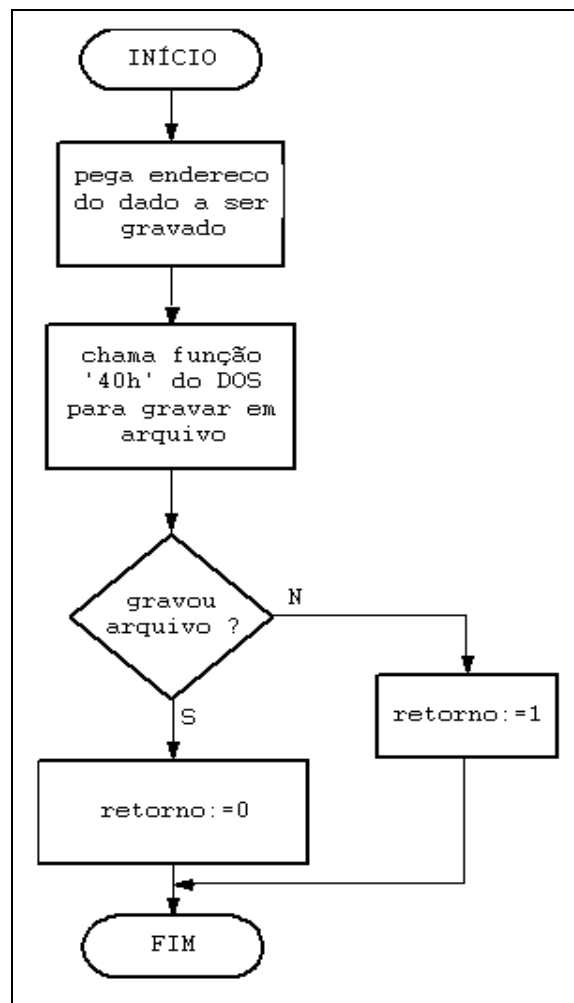 INÍCIO
pega endereco
do dado a ser
gravado
chama função
'40h' do DOS
para gravar em
arquivo
gravou
arquivo ?
N
S
retorno:=1
retorno:=0
FIM